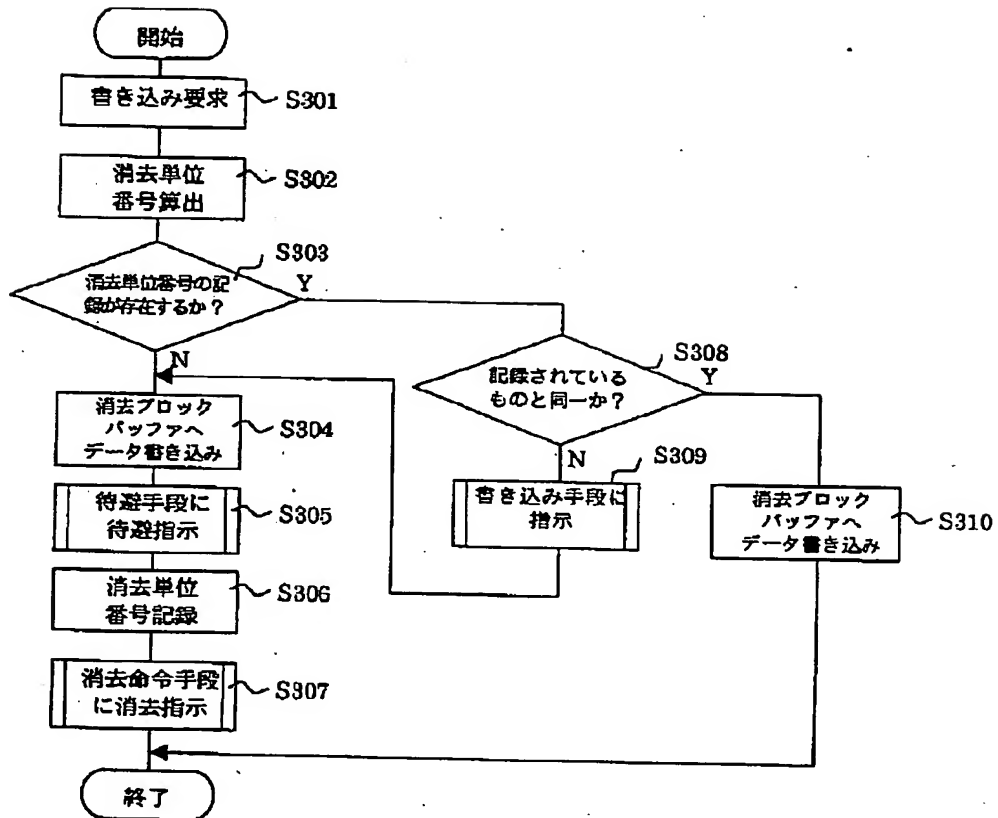 開始
書き込み要求
S301
消去単位
番号算出
S302
消去単位番号の記
録が存在するか？
S303
Y
N
消去ブロック
バッファへ
データ書き込み
S304
待避手段に
待避指示
S305
消去単位
番号記録
S306
消去命令手段
に消去指示
S307
終了
記録されている
ものと同一か？
S308
Y
N
書き込み手段に
指示
S309
消去ブロック
バッファへ
データ書き込み
S310